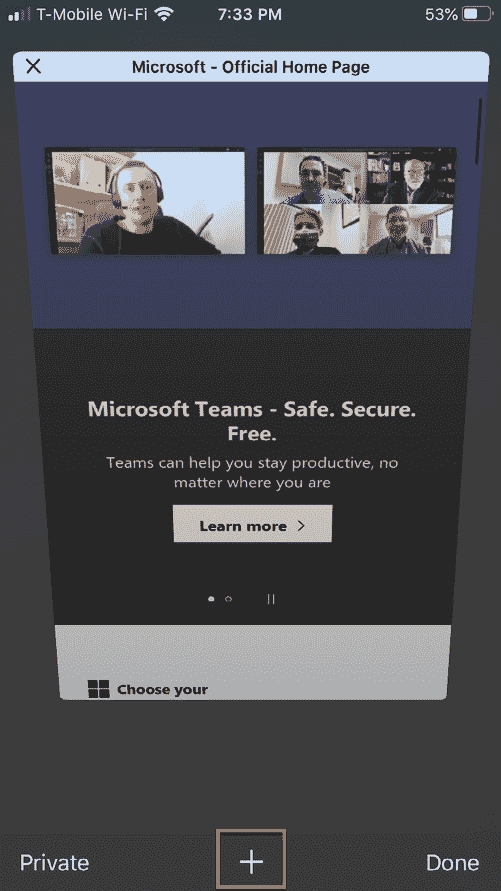 T-Mobile Wi-Fi 7:33 PM 53%
Microsoft - Official Home Page
Microsoft Teams - Safe. Secure.
Free.
Teams can help you stay productive, no
matter where you are
Learn more
Choose your
Private
Done